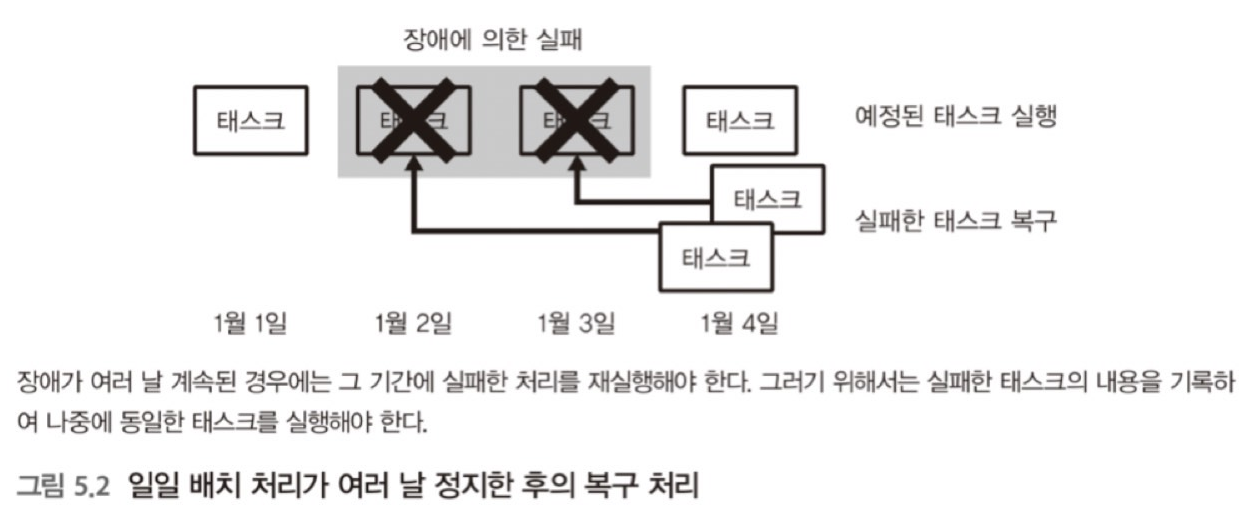 장애에 의한 실패
태스크
태스크
태스크
태스크
예정된 태스크 실행
태스크
실패한 태스크 복구
태스크
1월 1일
1월 2일
1월 3일
1월 4일
장애가 여러 날 계속된 경우에는 그 기간에 실패한 처리를 재실행해야 한다. 그러기 위해서는 실패한 태스크의 내용을 기록하
여 나중에 동일한 태스크를 실행해야 한다.
그림 5.2 일일 배치 처리가 여러 날 정지한 후의 복구 처리